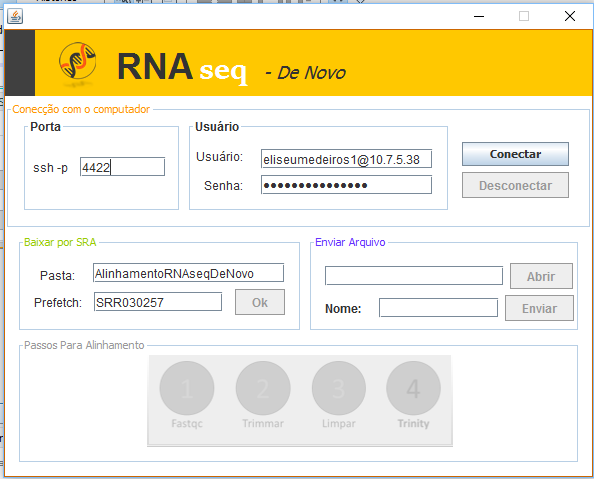 RNA seq - De Novo
Conecção com o computador
Porta
ssh -p 4422
Usuário
Usuário: eliseumedeiros1@10.7.5.38
Senha: •••••••••••••••
Conectar
Desconectar
Baixar por SRA
Pasta: AlinhamentoRNAseqDeNovo
Prefetch: SRR030257 Ok
Enviar Arquivo
Abrir
Nome: Enviar
Passos Para Alinhamento
1 2 3 4
Fastqc Trimmar Limpar Trinity